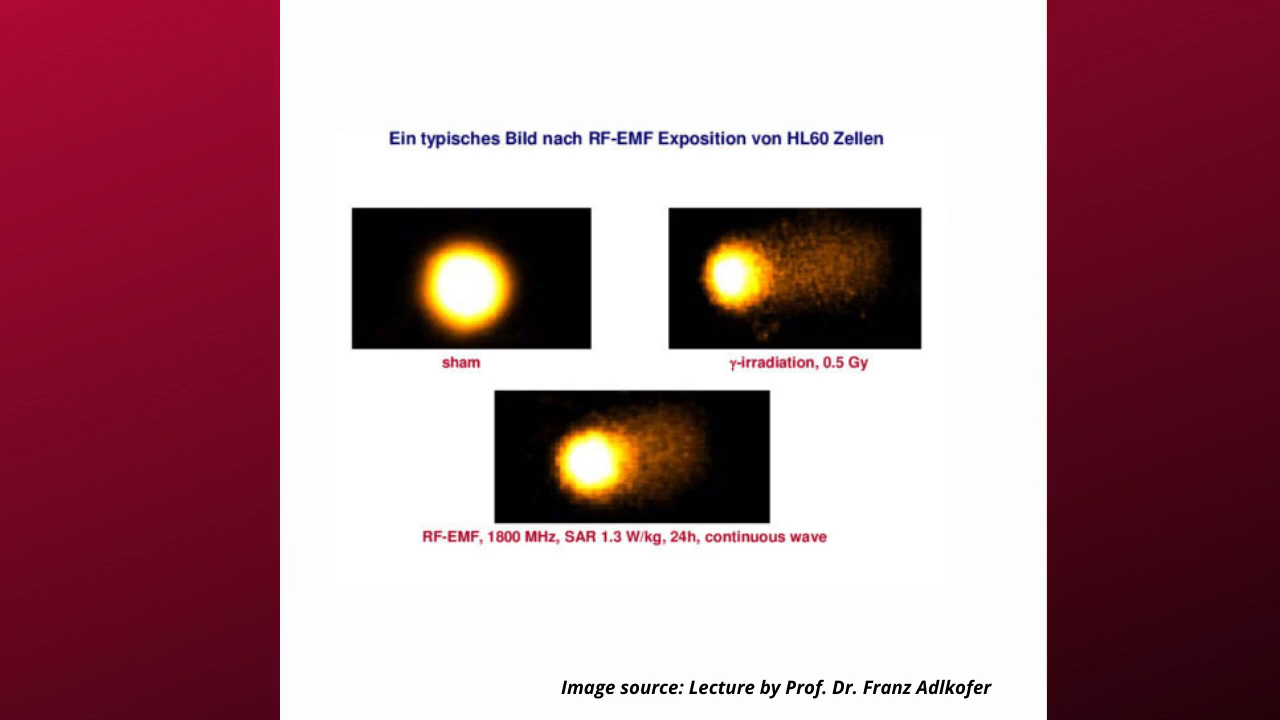 Ein typisches Bild nach RF-EMF Exposition von HL60 Zellen
sham
γ-irradiation, 0.5 Gy
RF-EMF, 1800 MHz, SAR 1.3 W/kg, 24h, continuous wave
Image source: Lecture by Prof. Dr. Franz Adlkofer